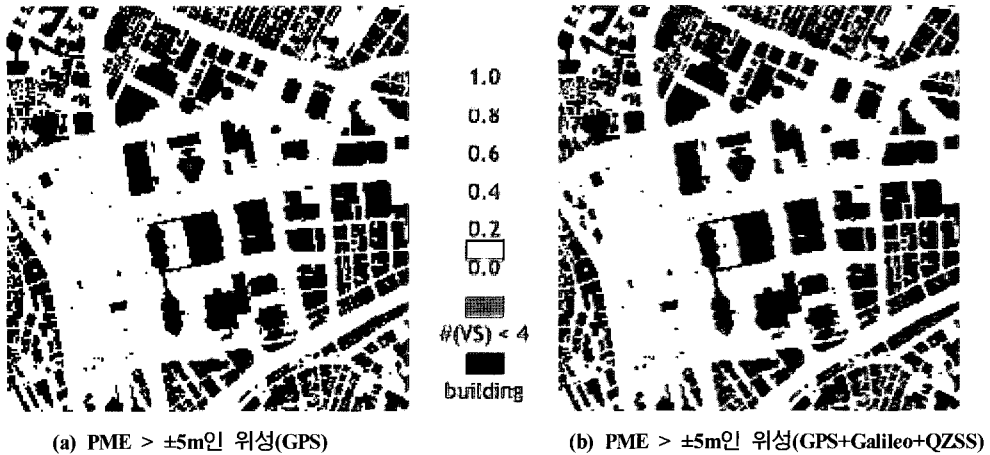 1.0
0.8
0.6
0.4
0.2
0.0
#(VS) < 4
building
(a) PME > ±5m인 위성(GPS)
(b) PME > ±5m인 위성(GPS+Galileo+QZSS)